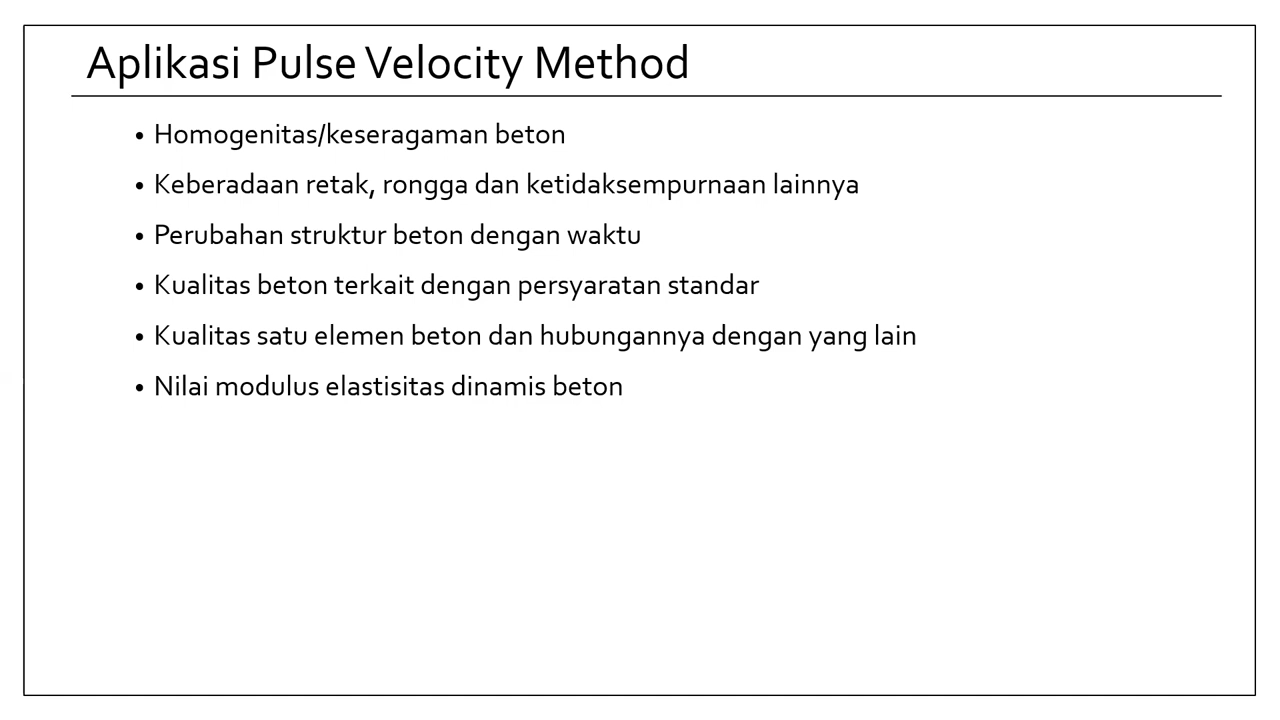 Aplikasi Pulse Velocity Method
• Homogenitas/keseragaman beton
• Keberadaan retak, rongga dan ketidaksempurnaan lainnya
• Perubahan struktur beton dengan waktu
• Kualitas beton terkait dengan persyaratan standar
• Kualitas satu elemen beton dan hubungannya dengan yang lain
• Nilai modulus elastisitas dinamis beton